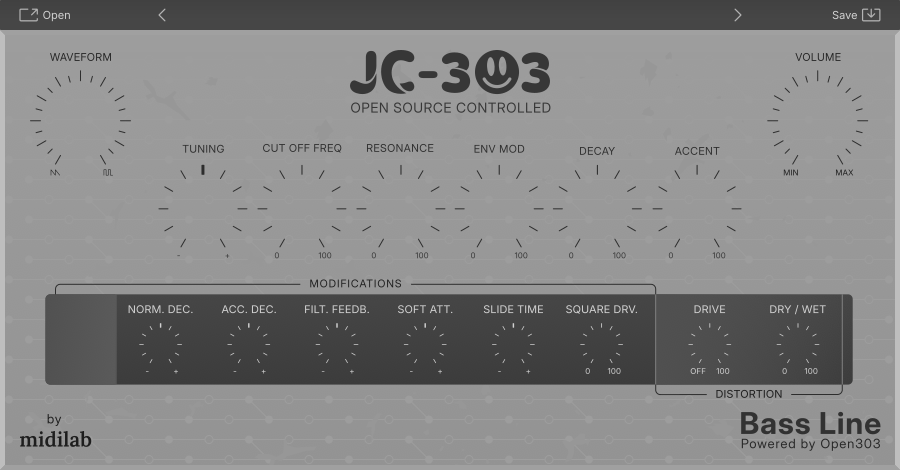 Open
Save
WAVEFORM
JC-303
VOLUME
OPEN SOURCE CONTROLLED
TUNING CUT OFF FREQ RESONANCE ENV MOD DECAY ACCENT
MIN MAX
- + 0 100 0 100 0 100 0 100 0 100
MODIFICATIONS
NORM. DEC. ACC. DEC. FILT. FEEDB. SOFT ATT. SLIDE TIME SQUARE DRV. DRIVE DRY / WET
- + - + - + - + - + 0 100 OFF 100 0 100
DISTORTION
by
midilab
Bass Line
Powered by Open303